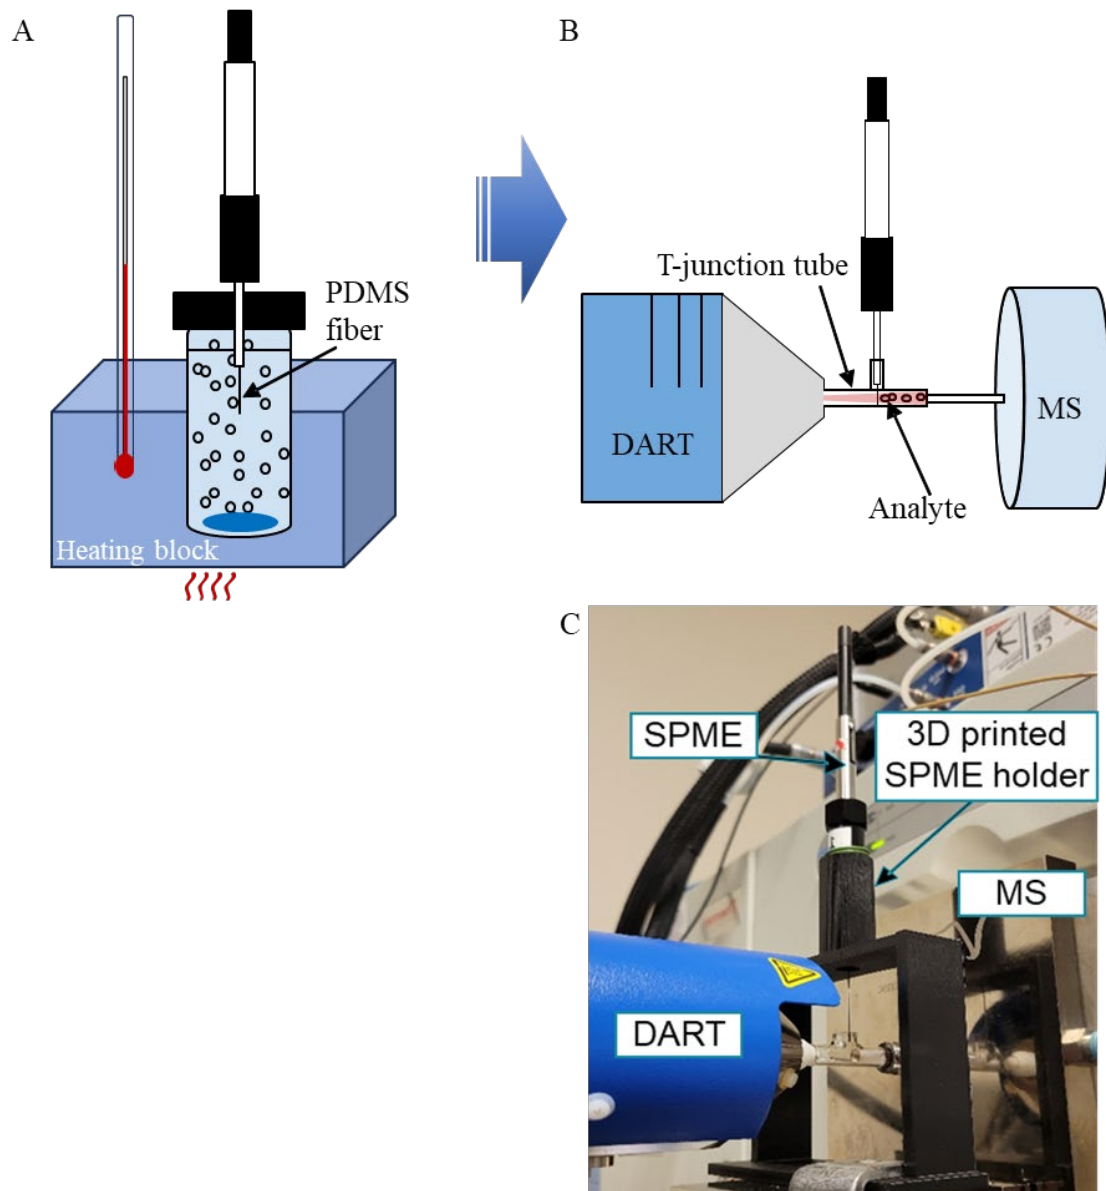 A
PDMS
fiber
Heating block
B
T-junction tube
DART
MS
Analyte
C
SPME
3D printed
SPME holder
MS
DART